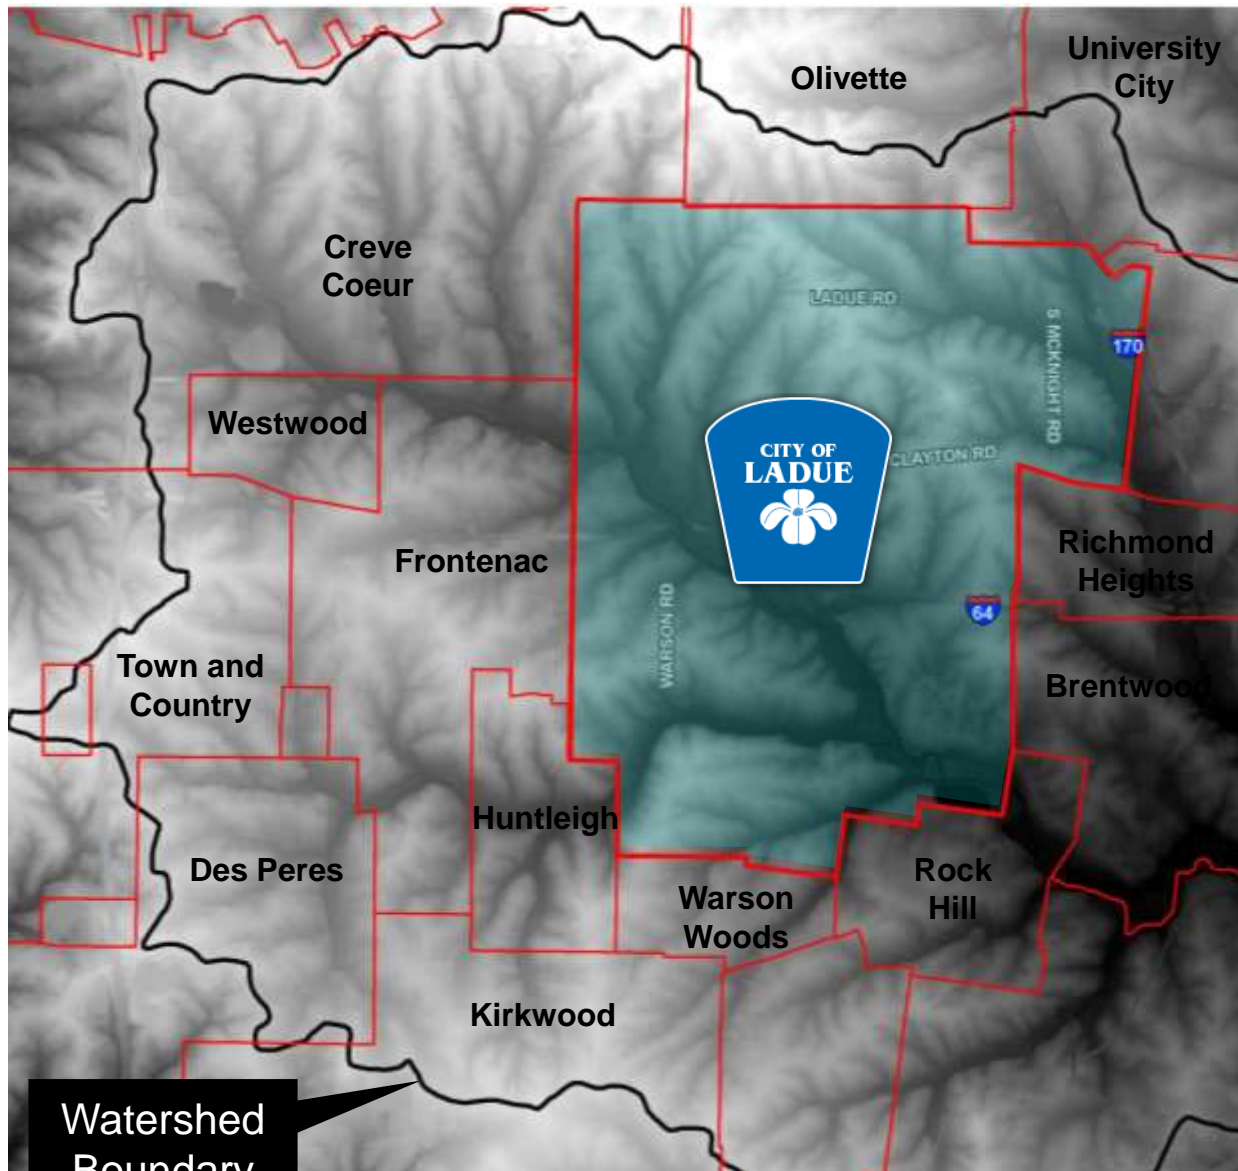 University
City
Olivette
Creve
Coeur
LADUE RD
S MCKNIGHT RD
170
Westwood
CITY OF
LADUE
CLAYTON RD
Frontenac
Richmond
Heights
WARSON RD
64
Town and
Country
Brentwood
Huntleigh
Des Peres
Rock
Hill
Warson
Woods
Kirkwood
Watershed
Boundary